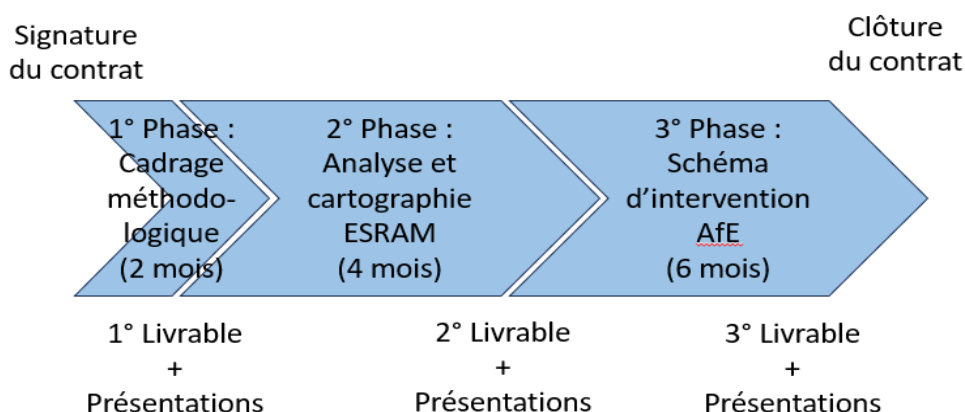 Signature
du contrat
Clôture
du contrat
1° Phase :
Cadrage
méthodo-
logique
(2 mois)
2° Phase :
Analyse et
cartographie
ESRAM
(4 mois)
3° Phase :
Schéma
d’intervention
AfE
(6 mois)
1° Livrable
+
Présentations
2° Livrable
+
Présentations
3° Livrable
+
Présentations